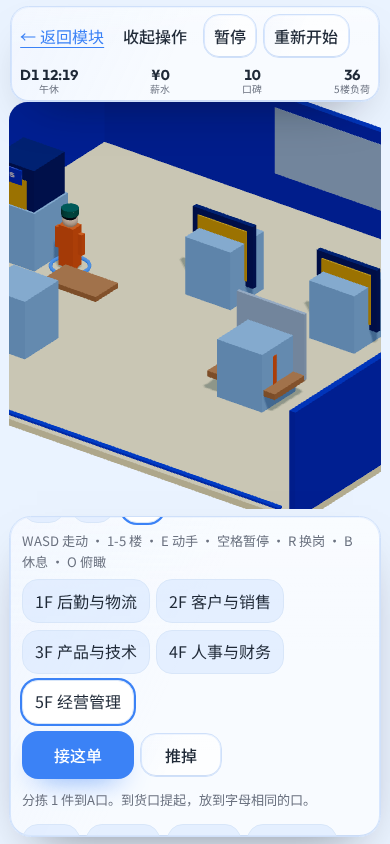 ← 返回模块 收起操作 暂停 重新开始
D1 12:19 ¥0 10 36
午休 薪水 口碑 5楼负荷
WASD 走动 · 1-5 楼 · E 动手 · 空格暂停 · R 换岗 · B
休息 · O 俯瞰
1F 后勤与物流 2F 客户与销售
3F 产品与技术 4F 人事与财务
5F 经营管理
接这单 推掉
分拣 1 件到A口。到货口提起，放到字母相同的口。